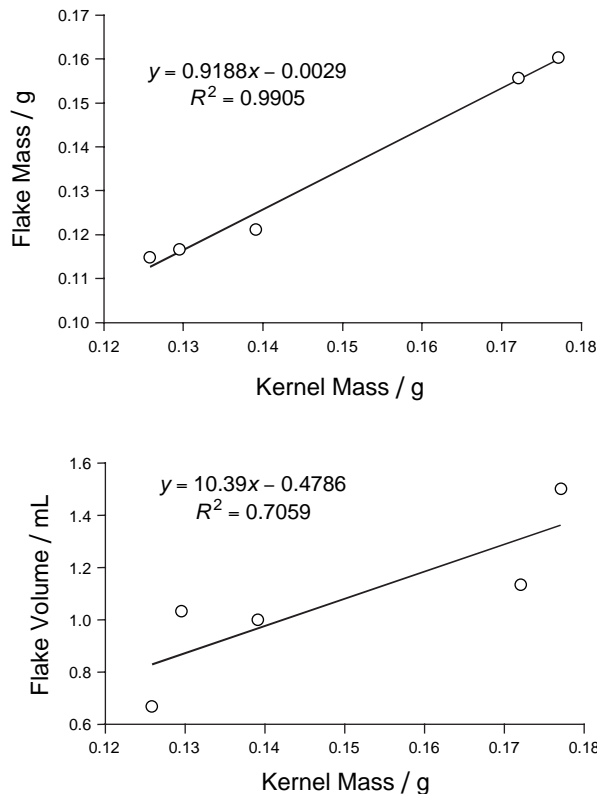 0.17
0.16
0.15
0.14
0.13
0.12
0.11
0.10
Flake Mass / g
y = 0.9188x – 0.0029
R² = 0.9905
0.12 0.13 0.14 0.15 0.16 0.17 0.18
Kernel Mass / g
1.6
1.4
1.2
1.0
0.8
0.6
Flake Volume / mL
y = 10.39x – 0.4786
R² = 0.7059
0.12 0.13 0.14 0.15 0.16 0.17 0.18
Kernel Mass / g